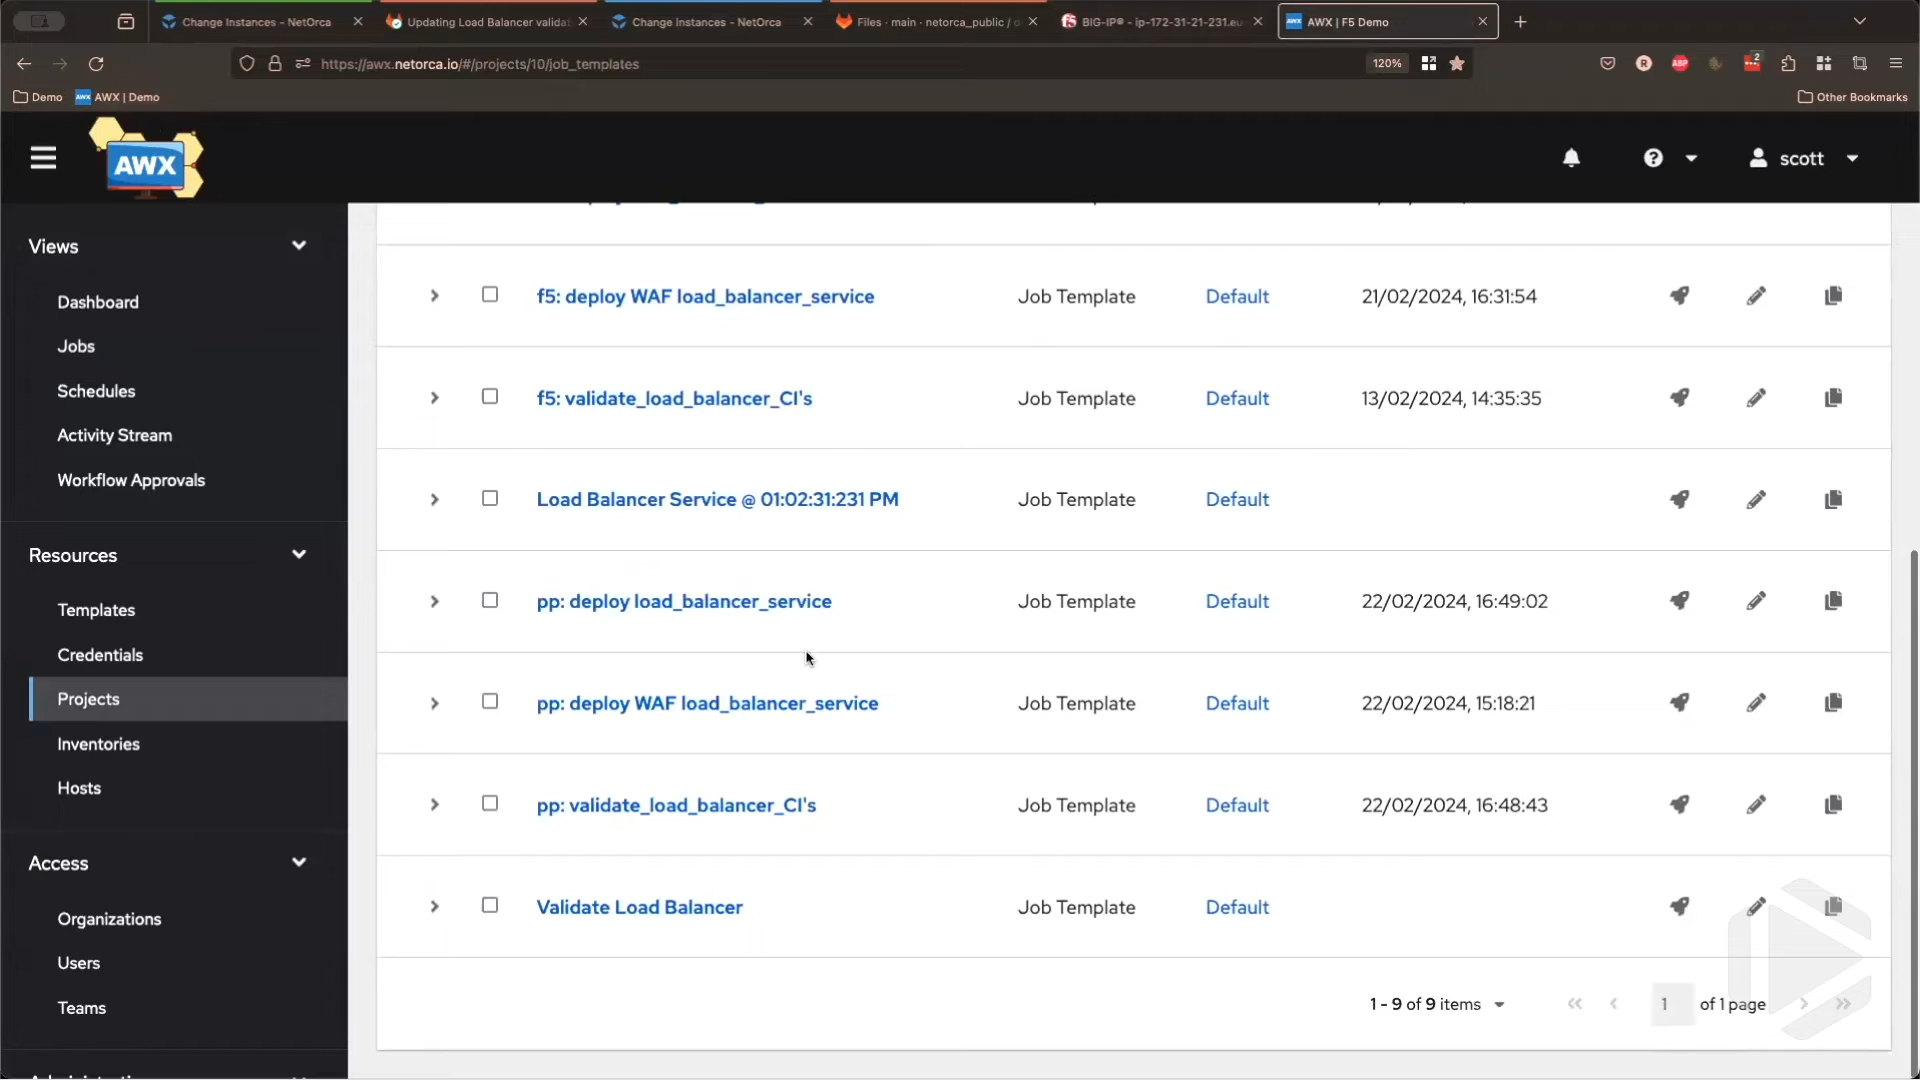 Change Instances - NetOrca
Updating Load Balancer validat
Change Instances - NetOrca
Files · main · netorca_public /
BIG-IP® - ip-172-31-21-231.eu
AWX | F5 Demo
https://awx.netorca.io/#/projects/10/job_templates
120%
R
ABP
2
Demo
AWX | Demo
Other Bookmarks
AWX
scott
Views
Dashboard
Jobs
Schedules
Activity Stream
Workflow Approvals
Resources
Templates
Credentials
Projects
Inventories
Hosts
Access
Organizations
Users
Teams
f5: deploy WAF load_balancer_service Job Template Default 21/02/2024, 16:31:54
f5: validate_load_balancer_CI's Job Template Default 13/02/2024, 14:35:35
Load Balancer Service @ 01:02:31:231 PM Job Template Default
pp: deploy load_balancer_service Job Template Default 22/02/2024, 16:49:02
pp: deploy WAF load_balancer_service Job Template Default 22/02/2024, 15:18:21
pp: validate_load_balancer_CI's Job Template Default 22/02/2024, 16:48:43
Validate Load Balancer Job Template Default
1 - 9 of 9 items
1 of 1 page